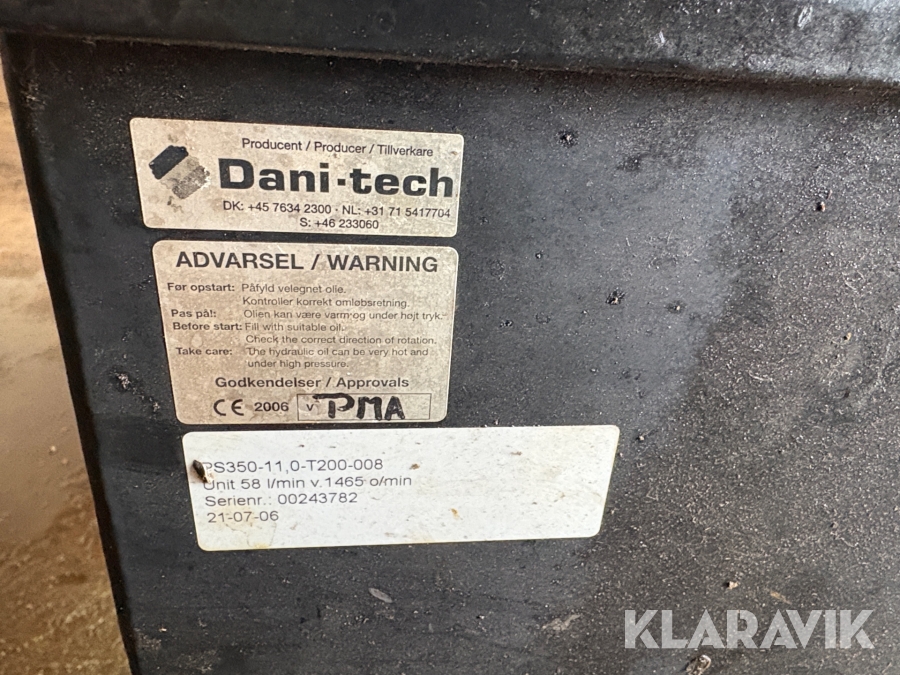 Producent / Producer / Tillverkare
Dani-tech
DK: +45 7634 2300 · NL: +31 71 5417704
S: +46 233060
ADVARSEL / WARNING
Før opstart: Påfyld velegnet olie.
Kontroller korrekt omløbsretning.
Pas på!: Olien kan være varm og under højt tryk.
Before start: Fill with suitable oil.
Check the correct direction of rotation.
Take care: The hydraulic oil can be very hot and
under high pressure.
Godkendelser / Approvals
CE 2006 v PMA
PS350-11,0-T200-008
Unit 58 l/min v.1465 o/min
Serienr.: 00243782
21-07-06
KLARAVIK